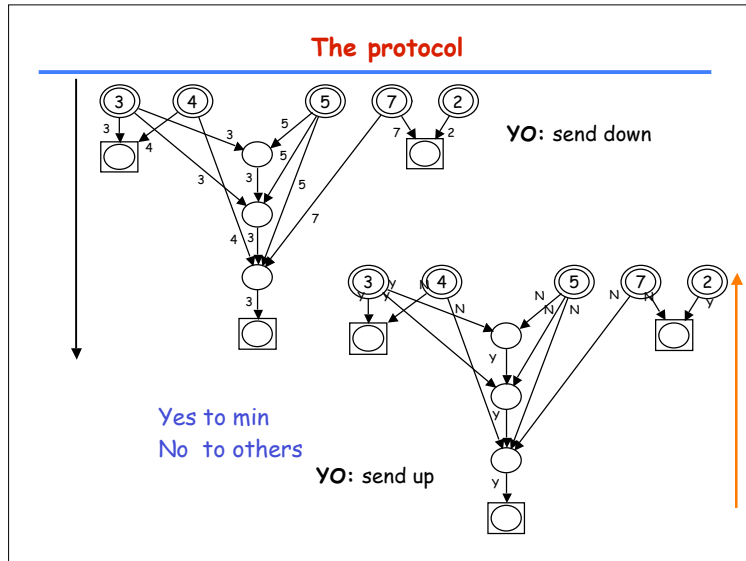 The protocol
3 4 5 7 2
3 4 3 5 7 2
YO: send down
5
3 3 5
7
4 3
3
3 4 5 7 2
y y y N N N N N N N y
y
y
Yes to min
No to others
YO: send up
y